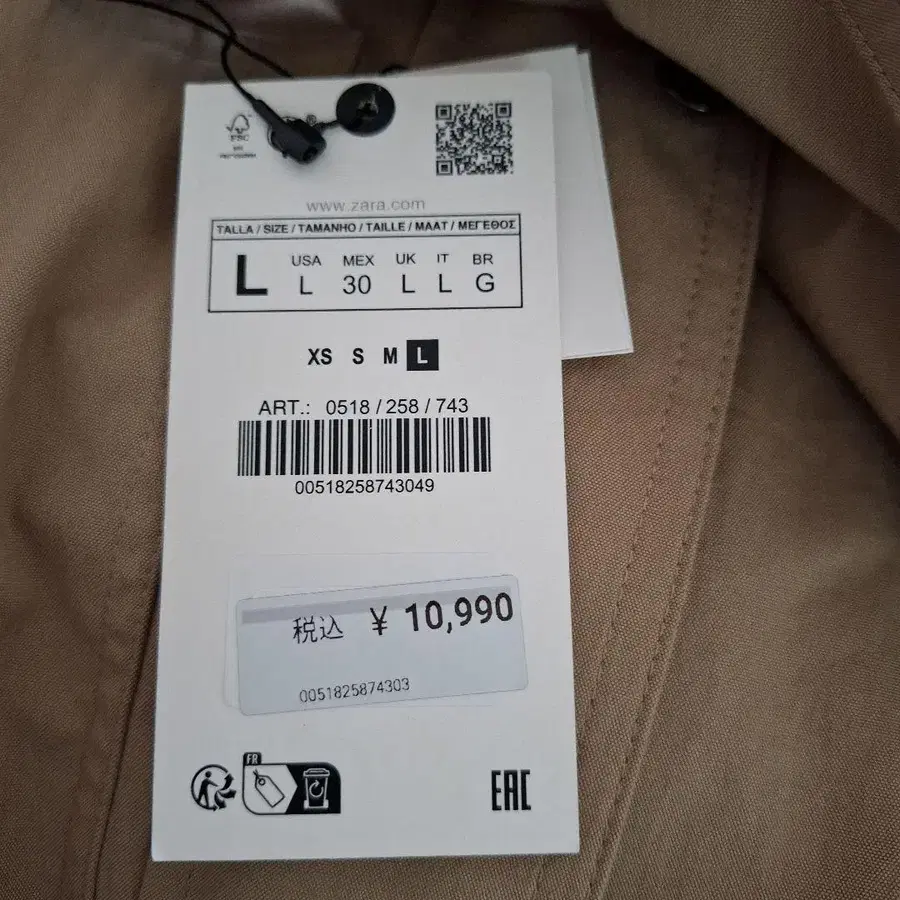 FSC
®
www.zara.com
TALLA / SIZE / TAMANHO / TAILLE / MAAT / ΜΕΓΕΘΟΣ
L
USA MEX UK IT BR
L 30 L L G
XS S M L
ART.: 0518 / 258 / 743
00518258743049
税込 ¥ 10,990
0051825874303
FR
EAC